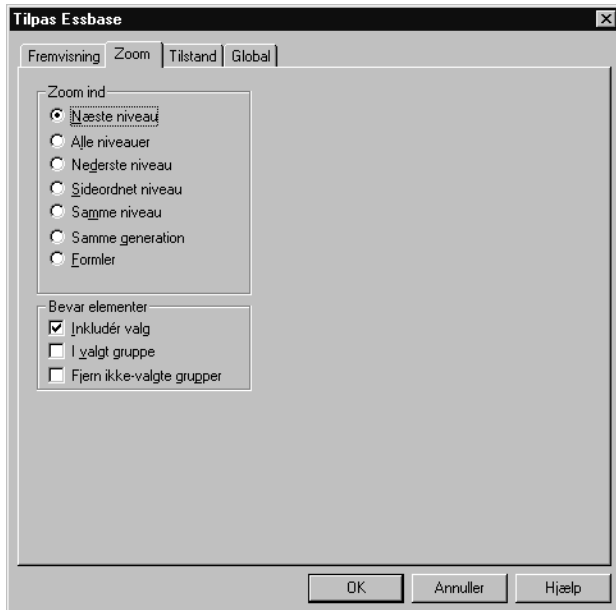 Tilpas Essbase
Fremvisning Zoom Tilstand Global
Zoom ind
Næste niveau
Alle niveauer
Nederste niveau
Sideordnet niveau
Samme niveau
Samme generation
Formler
Bevar elementer
Inkludér valg
I valgt gruppe
Fjern ikke-valgte grupper
OK Annuller Hjælp